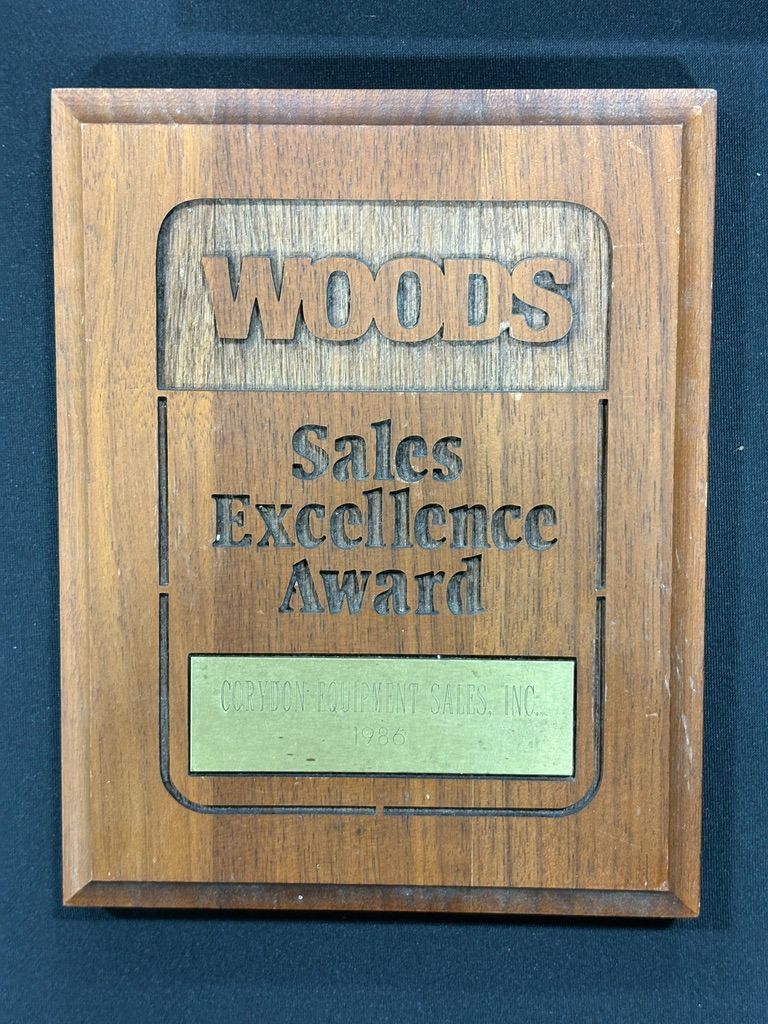 WOODS
Sales
Excellence
Award
CORYDON EQUIPMENT SALES, INC.
1986